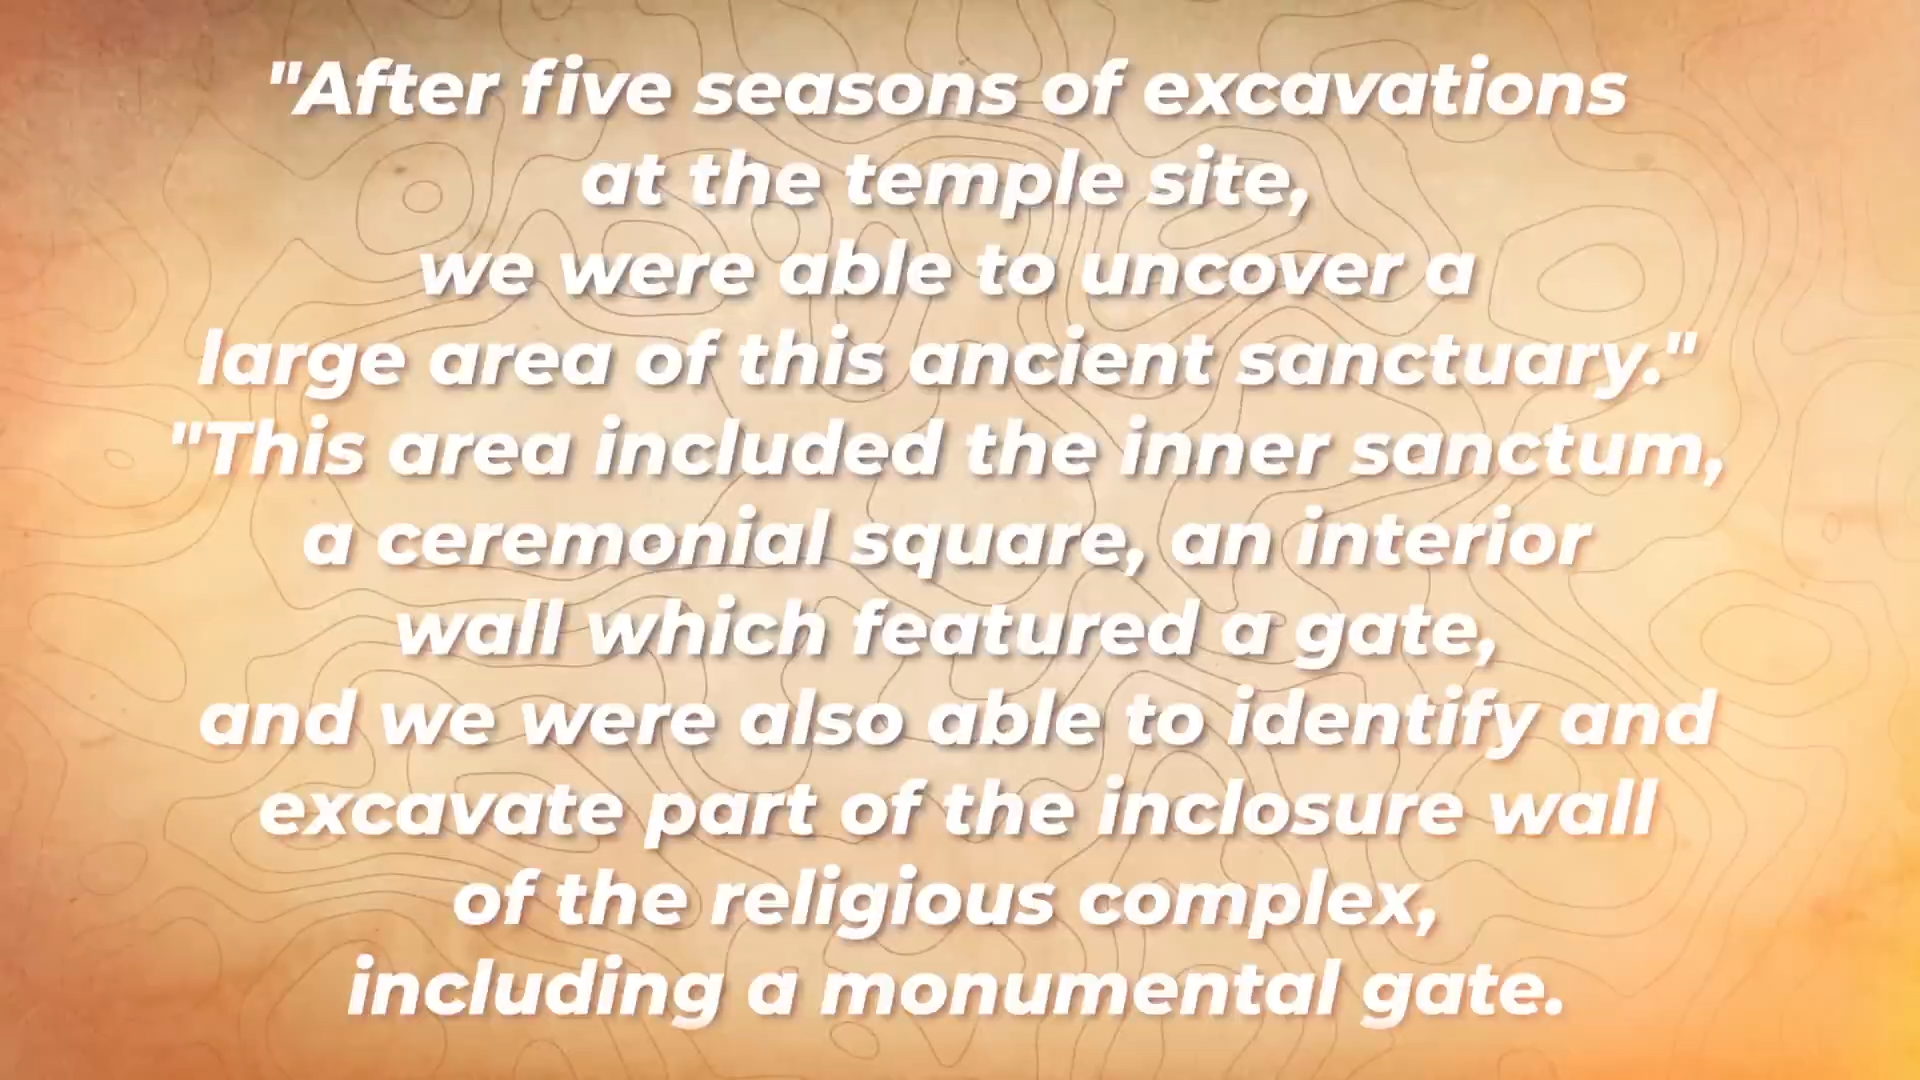 "After five seasons of excavations
at the temple site,
we were able to uncover a
large area of this ancient sanctuary."
"This area included the inner sanctum,
a ceremonial square, an interior
wall which featured a gate,
and we were also able to identify and
excavate part of the inclosure wall
of the religious complex,
including a monumental gate.